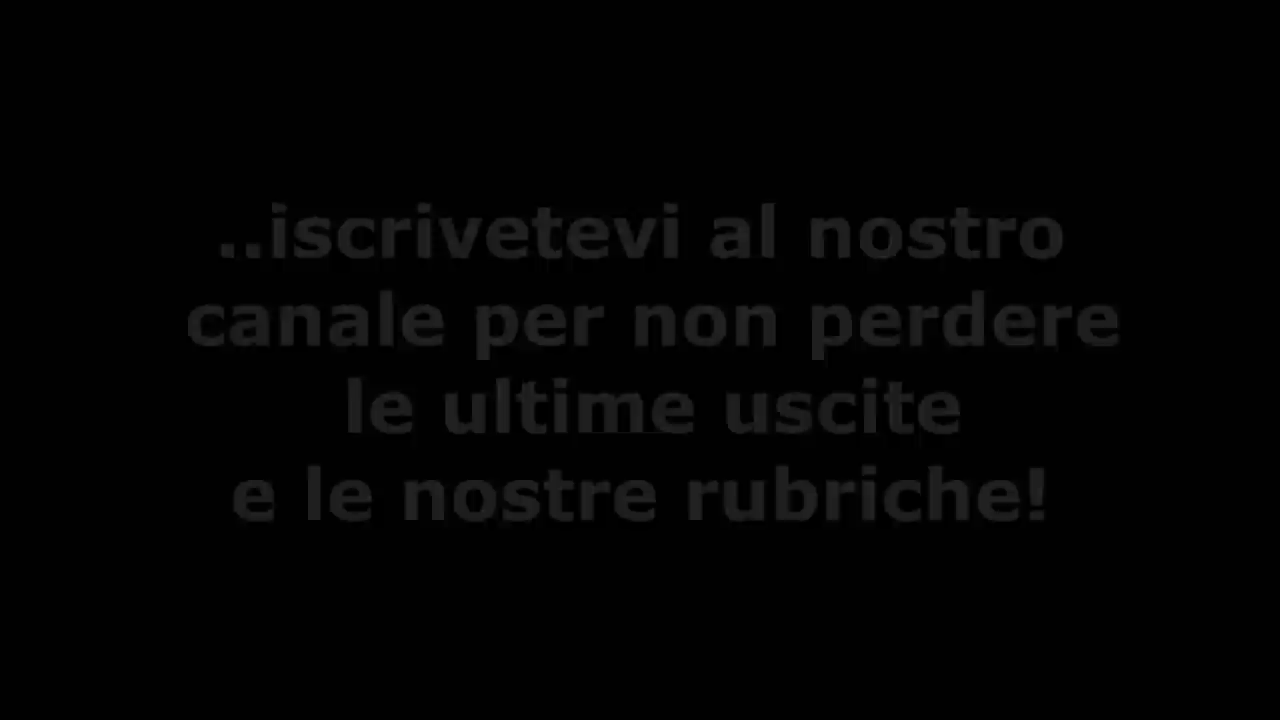 ..iscrivetevi al nostro
canale per non perdere
le ultime uscite
e le nostre rubriche!